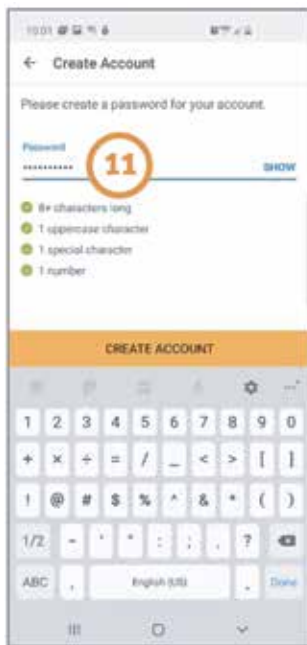 10:01
← Create Account
Please create a password for your account.
Password
•••••••••• SHOW
11
8+ characters long
1 uppercase character
1 special character
1 number
CREATE ACCOUNT
1 2 3 4 5 6 7 8 9 0
+ × ÷ = / _ < > [ ]
! @ # $ % ^ & * ( )
1/2 - ' " : ; , ?
ABC , English (US) . Done